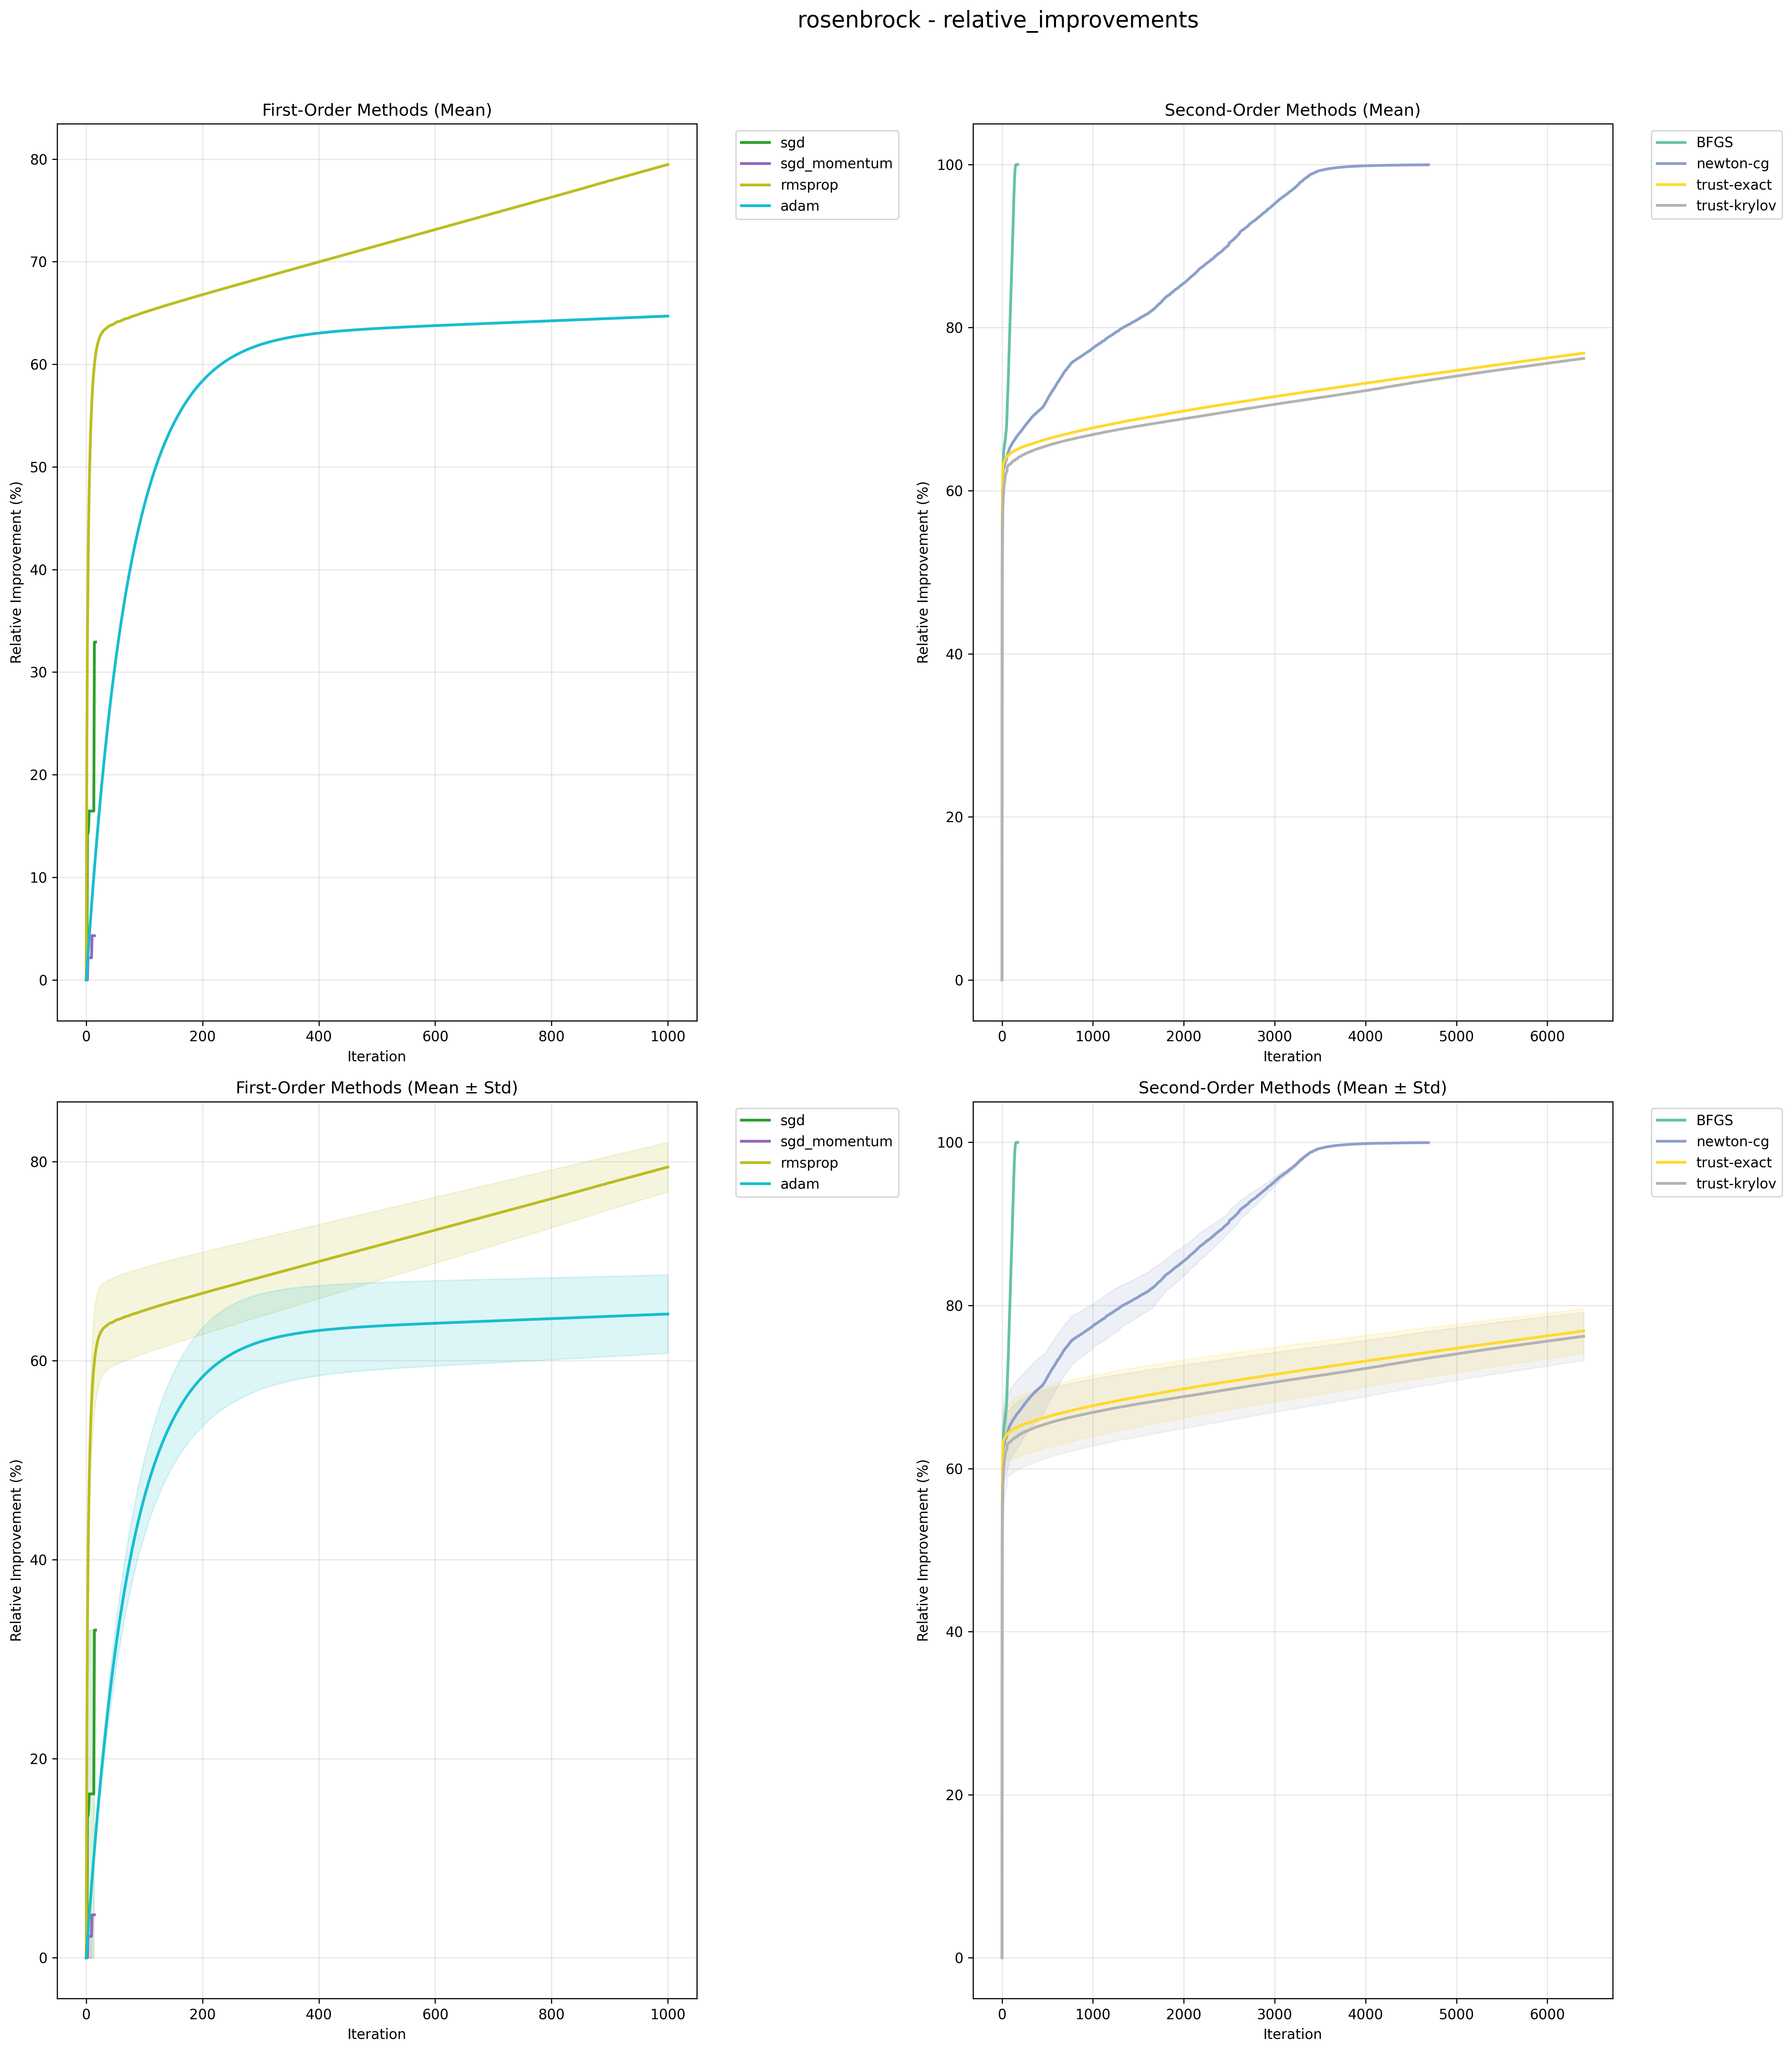 rosenbrock - relative_improvements
First-Order Methods (Mean)
80
70
60
50
40
30
20
10
0
Relative Improvement (%)
0 200 400 600 800 1000
Iteration
sgd
sgd_momentum
rmsprop
adam
Second-Order Methods (Mean)
100
80
60
40
20
0
Relative Improvement (%)
0 1000 2000 3000 4000 5000 6000
Iteration
BFGS
newton-cg
trust-exact
trust-krylov
First-Order Methods (Mean ± Std)
80
60
40
20
0
Relative Improvement (%)
0 200 400 600 800 1000
Iteration
sgd
sgd_momentum
rmsprop
adam
Second-Order Methods (Mean ± Std)
100
80
60
40
20
0
Relative Improvement (%)
0 1000 2000 3000 4000 5000 6000
Iteration
BFGS
newton-cg
trust-exact
trust-krylov